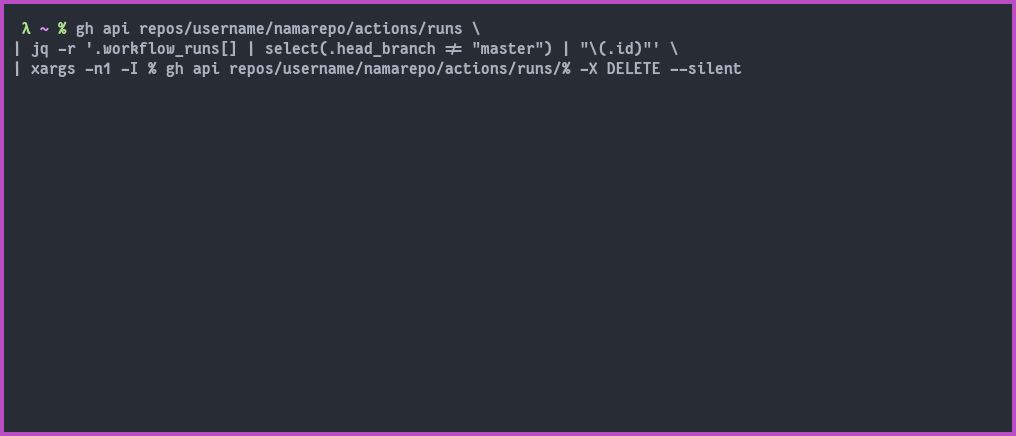 λ ~ % gh api repos/username/namarepo/actions/runs \
| jq -r '.workflow_runs[] | select(.head_branch != "master") | "\(.id)"' \
| xargs -n1 -I % gh api repos/username/namarepo/actions/runs/% -X DELETE --silent